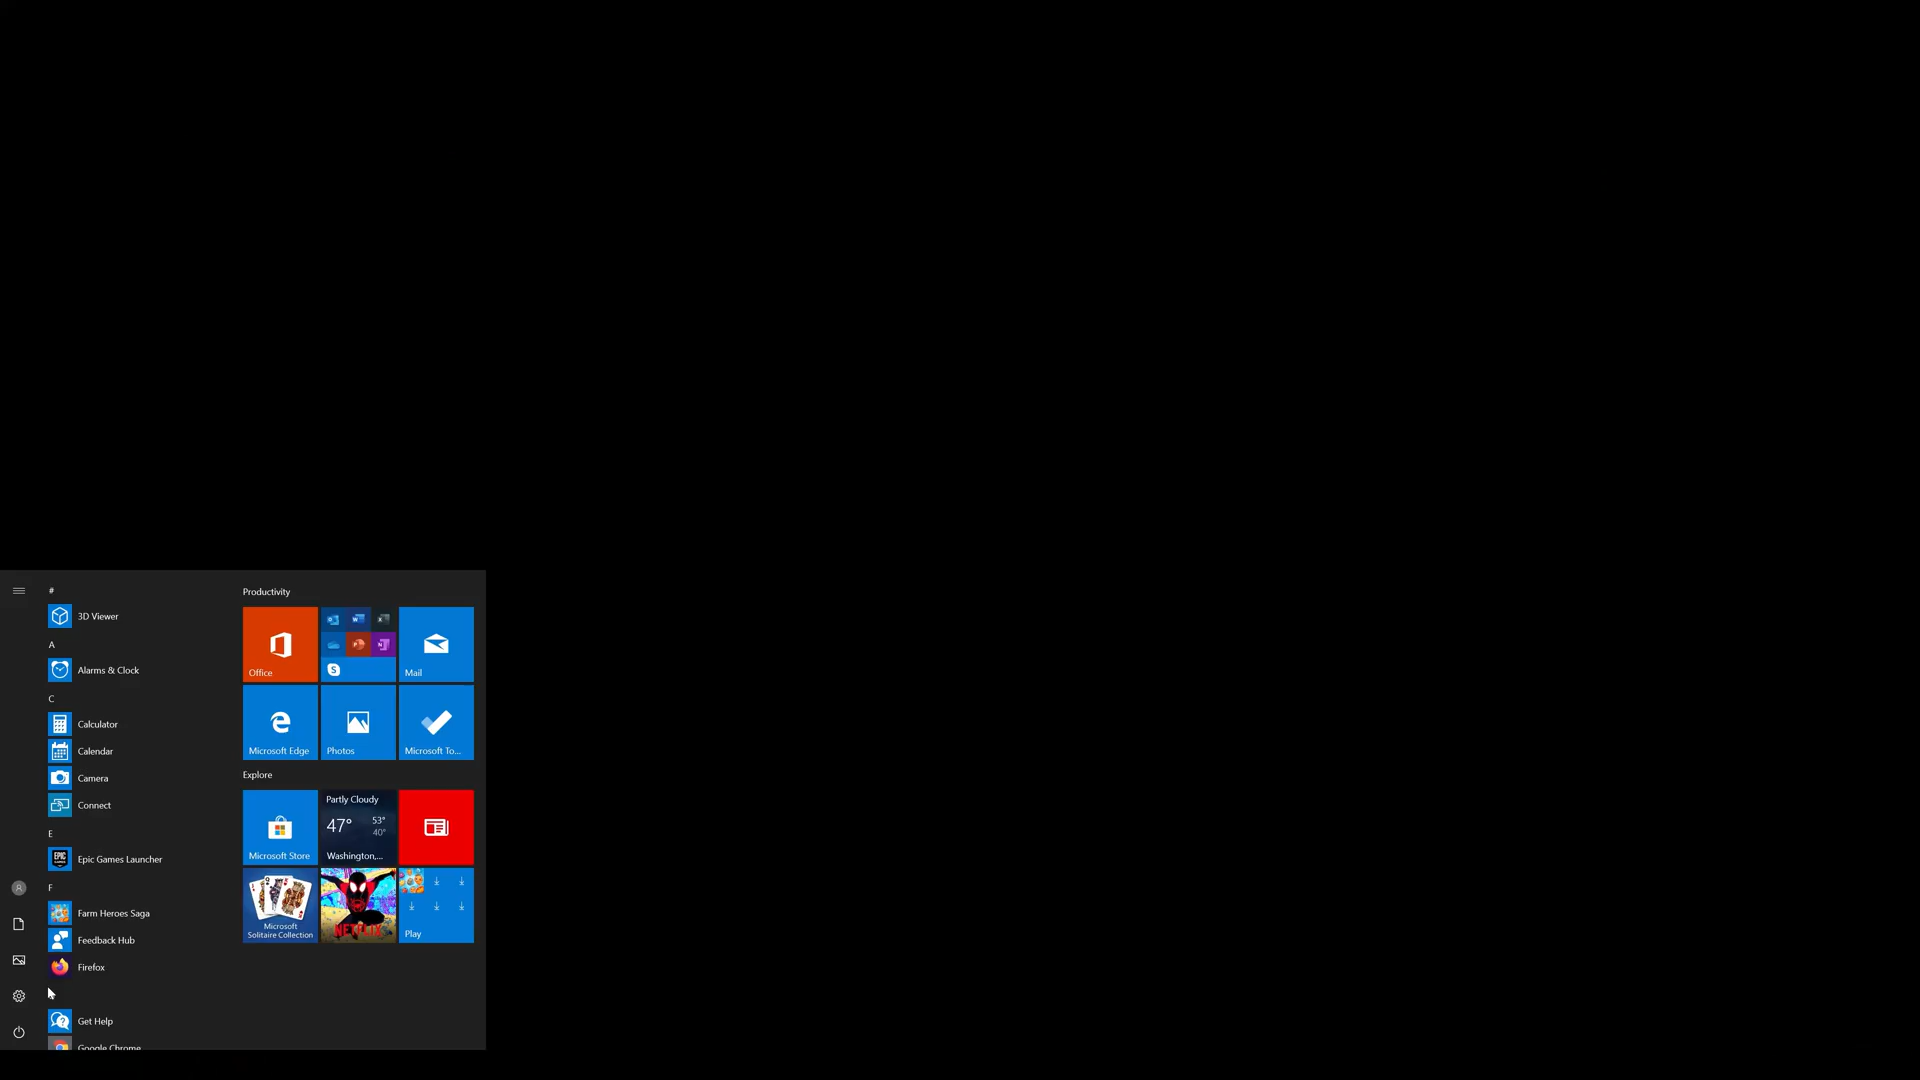 #
3D Viewer
A
Alarms & Clock
C
Calculator
Calendar
Camera
Connect
E
Epic Games Launcher
F
Farm Heroes Saga
Feedback Hub
Firefox
Get Help
Google Chrome
Productivity
Office
Mail
Microsoft Edge
Photos
Microsoft To...
Explore
Microsoft Store
Partly Cloudy
47°
53°
40°
Washington,...
Microsoft
Solitaire Collection
NETFLIX
Play